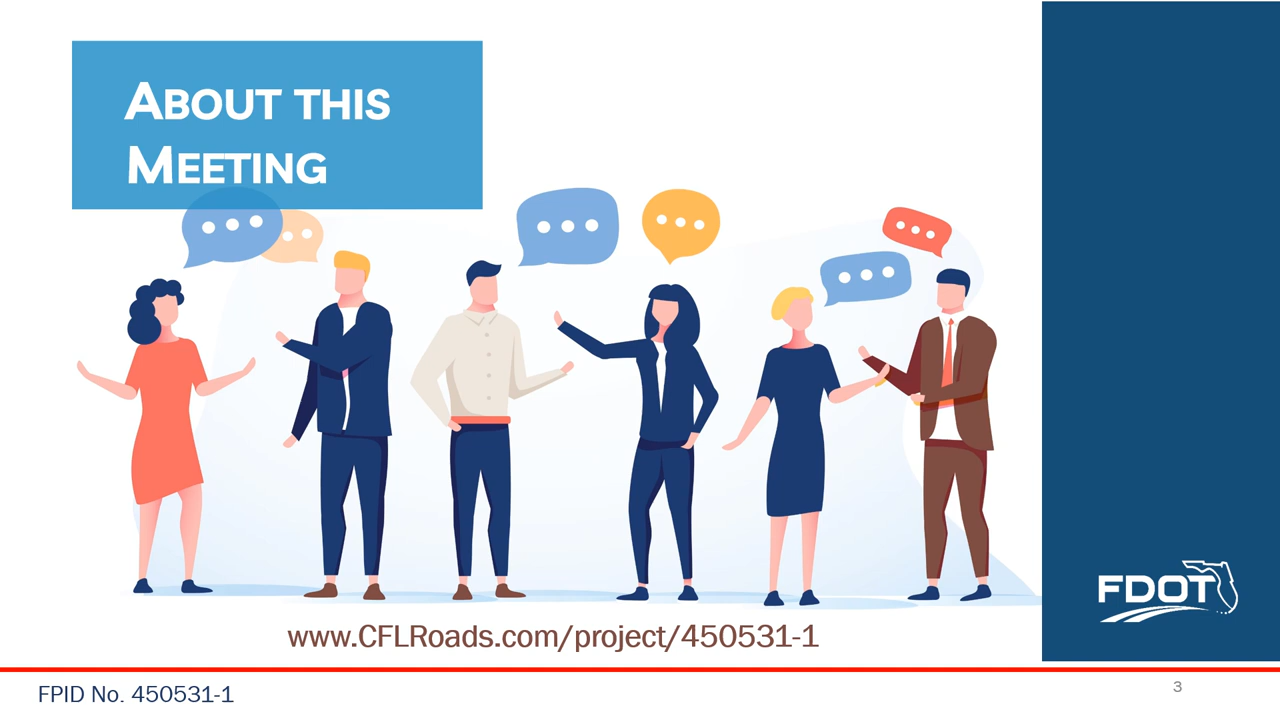 ABOUT THIS
MEETING
FDOT
www.CFLRoads.com/project/450531-1
FPID No. 450531-1
3